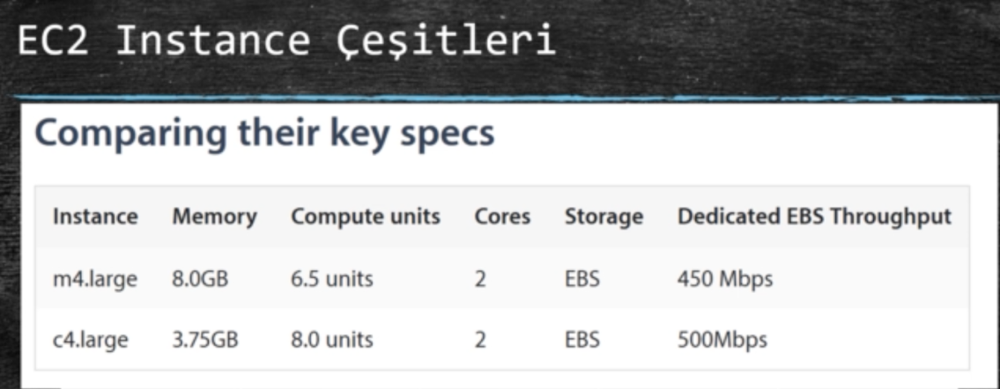 EC2 Instance Çeşitleri
Comparing their key specs
Instance Memory Compute units Cores Storage Dedicated EBS Throughput
m4.large 8.0GB 6.5 units 2 EBS 450 Mbps
c4.large 3.75GB 8.0 units 2 EBS 500Mbps